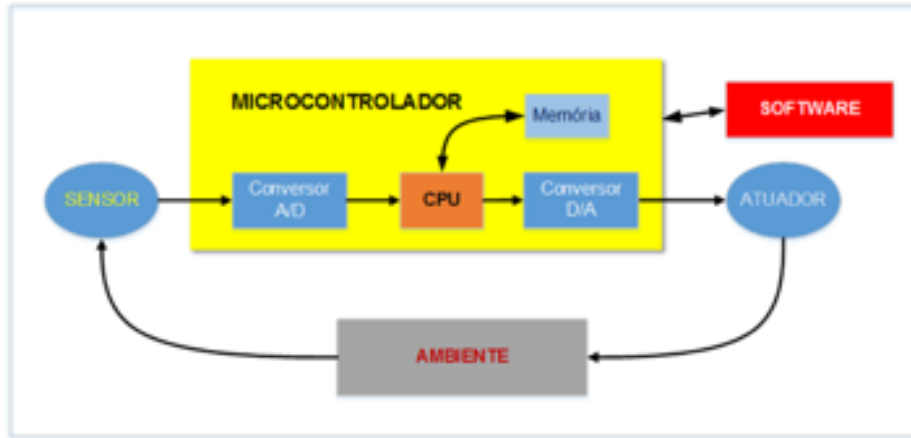 MICROCONTROLADOR
Memória
SOFTWARE
SENSOR
Conversor
A/D
CPU
Conversor
D/A
ATUADOR
AMBIENTE